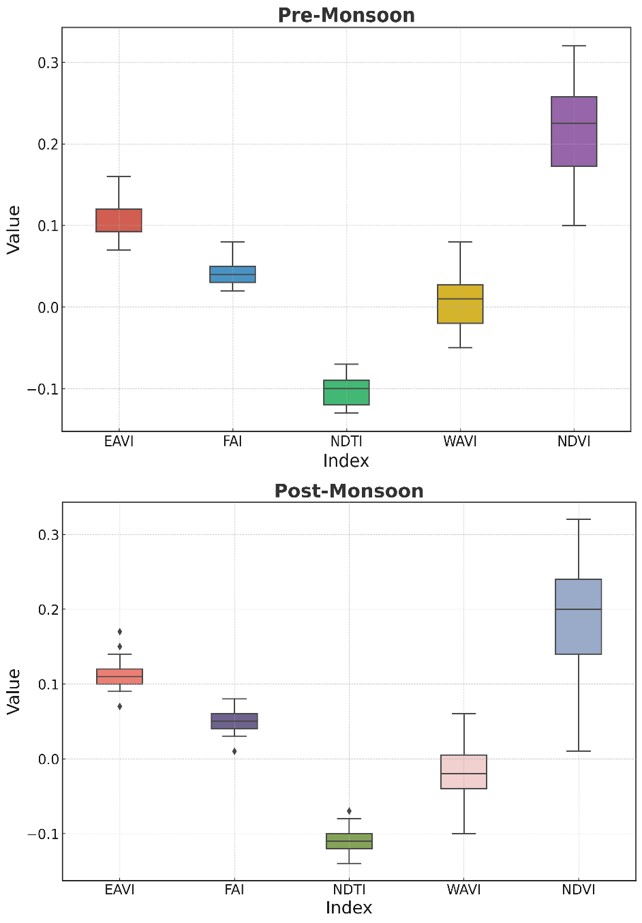 Pre-Monsoon
0.3
0.2
0.1
0.0
−0.1
Value
EAVI FAI NDTI WAVI NDVI
Index
Post-Monsoon
0.3
0.2
0.1
0.0
−0.1
Value
EAVI FAI NDTI WAVI NDVI
Index